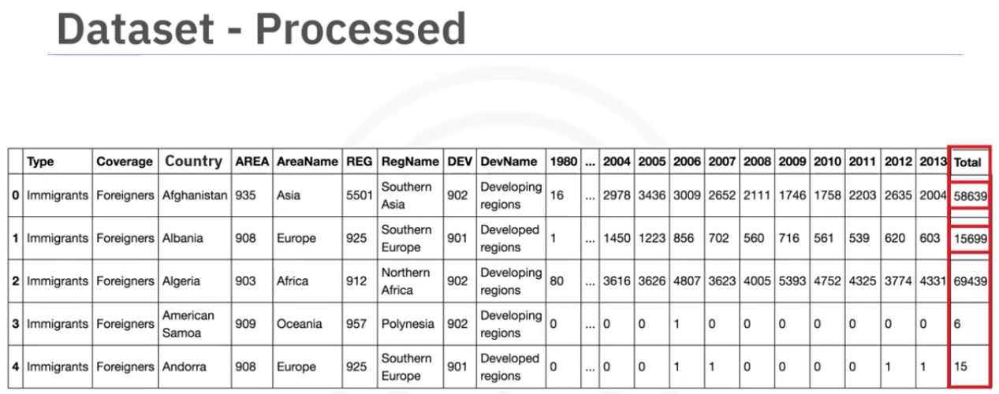 Dataset - Processed
Type Coverage Country AREA AreaName REG RegName DEV DevName 1980 ... 2004 2005 2006 2007 2008 2009 2010 2011 2012 2013 Total
0 Immigrants Foreigners Afghanistan 935 Asia 5501 Southern Asia 902 Developing regions 16 ... 2978 3436 3009 2652 2111 1746 1758 2203 2635 2004 58639
1 Immigrants Foreigners Albania 908 Europe 925 Southern Europe 901 Developed regions 1 ... 1450 1223 856 702 560 716 561 539 620 603 15699
2 Immigrants Foreigners Algeria 903 Africa 912 Northern Africa 902 Developing regions 80 ... 3616 3626 4807 3623 4005 5393 4752 4325 3774 4331 69439
3 Immigrants Foreigners American Samoa 909 Oceania 957 Polynesia 902 Developing regions 0 ... 0 0 1 0 0 0 0 0 0 0 6
4 Immigrants Foreigners Andorra 908 Europe 925 Southern Europe 901 Developed regions 0 ... 0 0 1 1 0 0 0 0 1 1 15